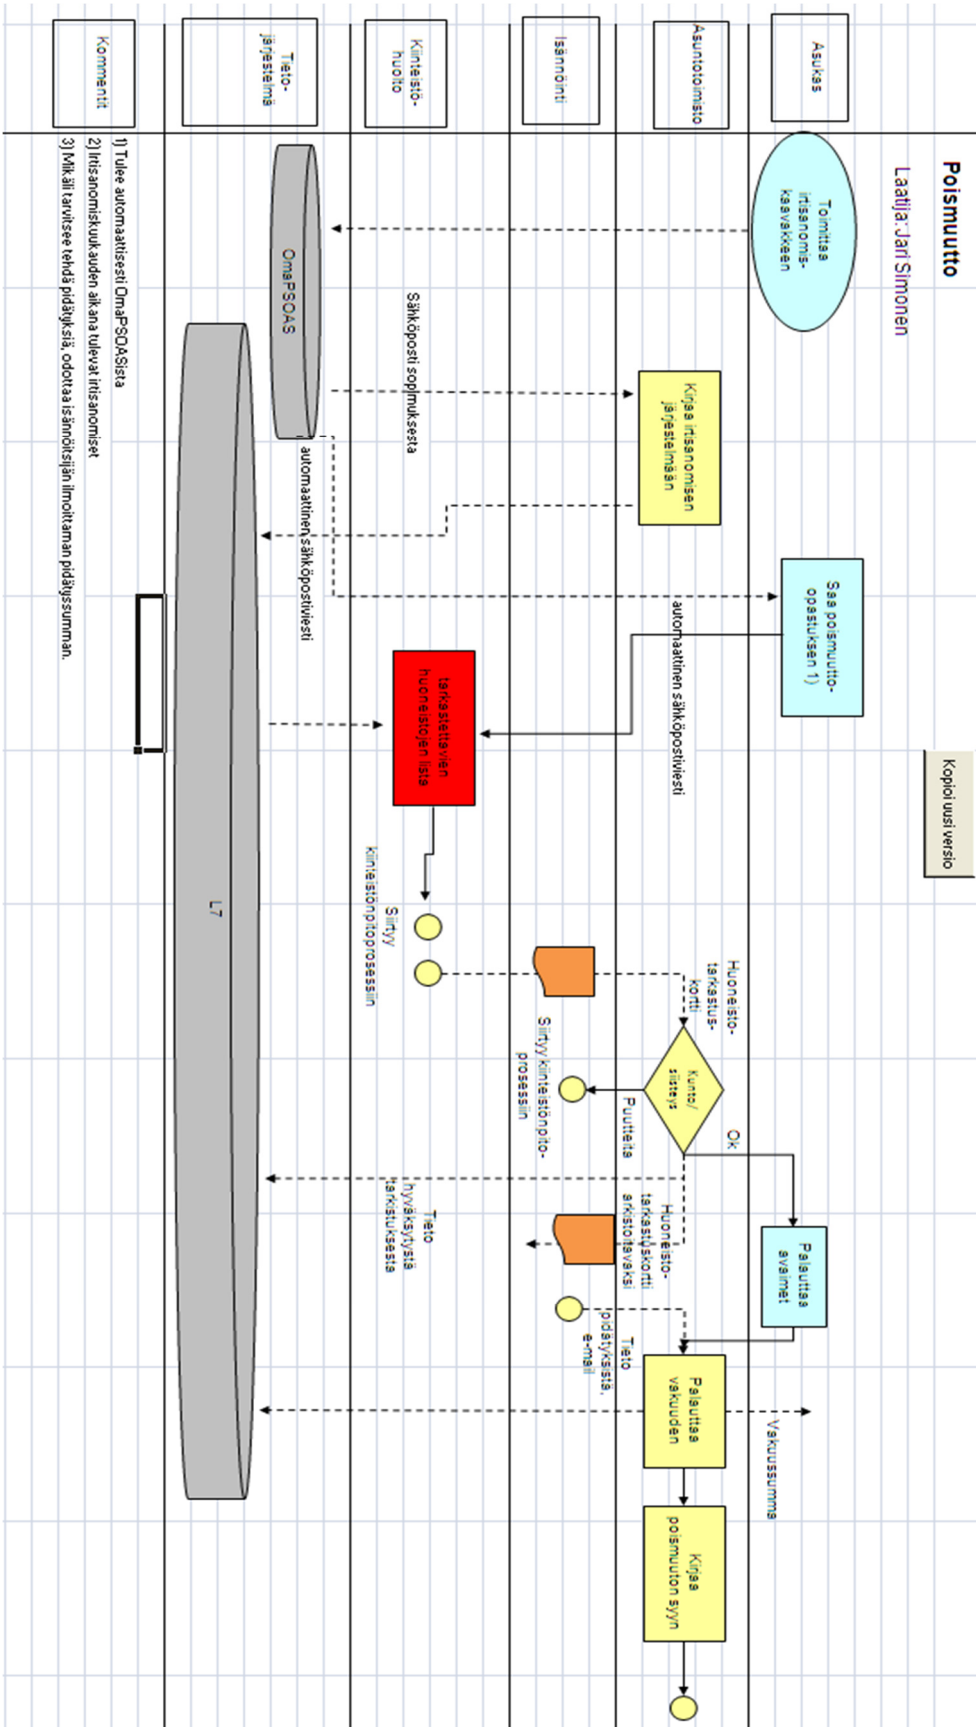 Poismuutto
Laatija: Jari Simonen
Kopioi uusi versio
Asukas
Toimittaa
irtisanomis-
kaavakkeen
Saa poismuutto-
opastuksen 1)
Palauttaa
avaimet
Vakuussumma
Asuntotoimisto
Kirjaa irtisanomisen
järjestelmään
automaattinen sähköpostiviesti
Huoneisto-
tarkastus-
kortti
Kunto/
siisteys
Ok
Puutteita
Huoneisto-
tarkastuskortti
arkistoitavaksi
Palauttaa
vakuuden
Kirjaa
poismuuton syyn
Isännöinti
Siirtyy kiinteistönpito-
prosessiin
Tieto
pidätyksistä,
e-mail
Kiinteistö-
huolto
Sähköposti sopimuksesta
tarkastettavien
huoneistojen lista
Siirtyy
kiinteistönpitoprosessiin
Tieto
hyväksytystä
tarkistuksesta
Tieto-
järjestelmä
OmaPSOAS
automaattinen sähköpostiviesti
L7
Kommentit
1) Tulee automaattisesti OmaPSOASista
2) Irtisanomiskuukauden aikana tulevat irtisanomiset
3) Mikäli tarvitsee tehdä pidätyksiä, odottaa isännöitsijän ilmoittaman pidätyssumman.